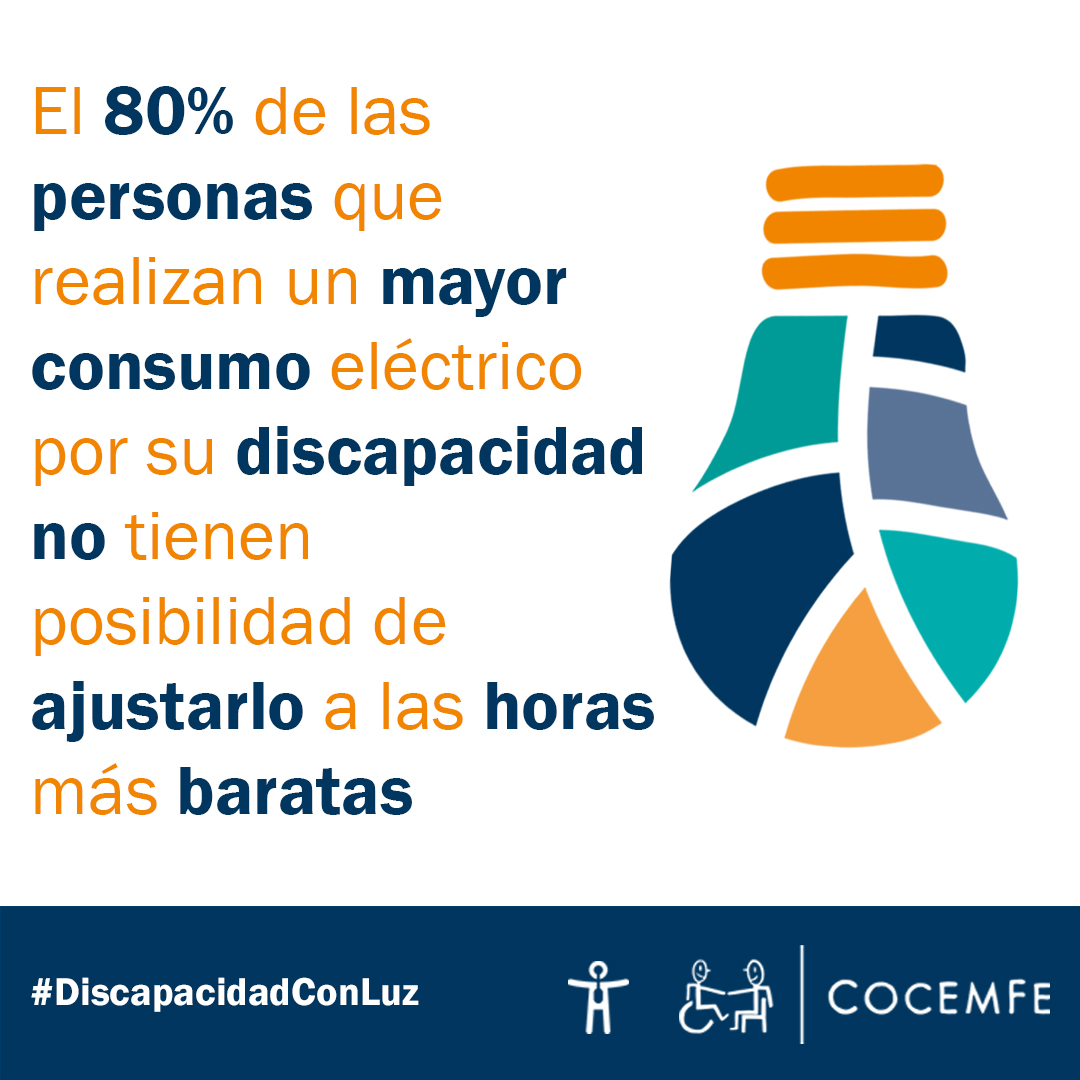 El 80% de las
personas que
realizan un mayor
consumo eléctrico
por su discapacidad
no tienen
posibilidad de
ajustarlo a las horas
más baratas
#DiscapacidadConLuz
COCEMFE